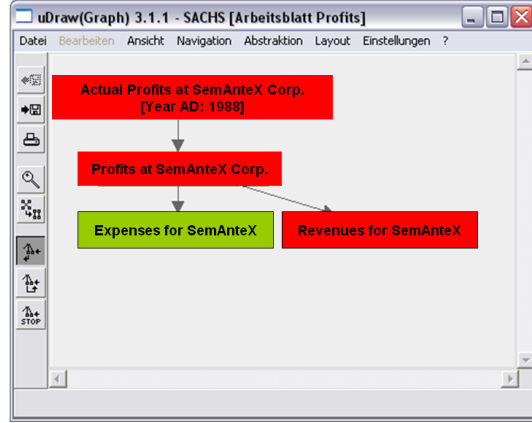 uDraw(Graph) 3.1.1 - SACHS [Arbeitsblatt Profits]
Datei Bearbeiten Ansicht Navigation Abstraktion Layout Einstellungen ?
Actual Profits at SemAnteX Corp.
[Year AD: 1988]
Profits at SemAnteX Corp.
Expenses for SemAnteX
Revenues for SemAnteX
STOP